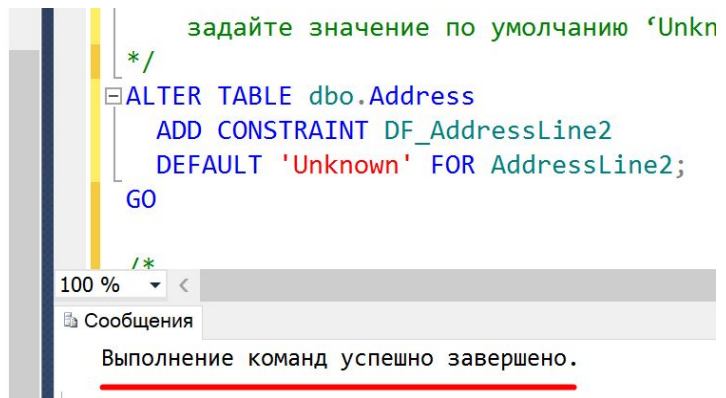 задайте значение по умолчанию ‘Unkn
*/
ALTER TABLE dbo.Address
ADD CONSTRAINT DF_AddressLine2
DEFAULT 'Unknown' FOR AddressLine2;
GO
/*
100 %
Сообщения
Выполнение команд успешно завершено.